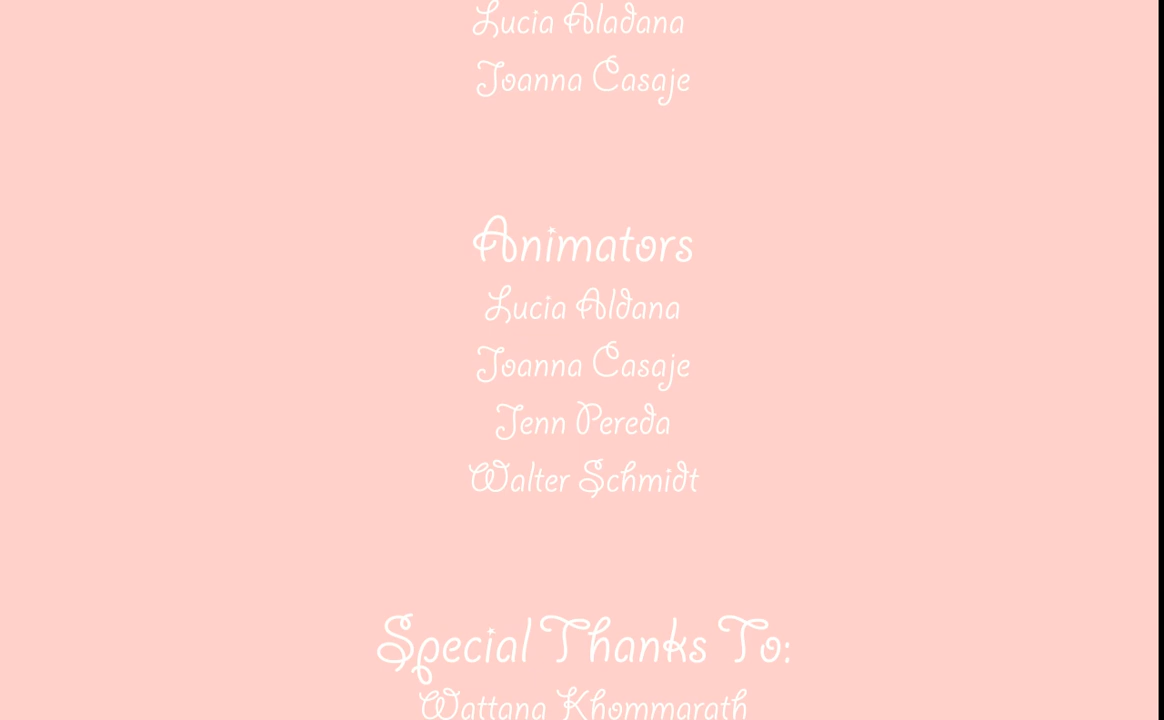 Lucia Aladana
Joanna Casaje
Animators
Lucia Aldana
Joanna Casaje
Jenn Pereda
Walter Schmidt
Special Thanks To:
Wattana Khommarath